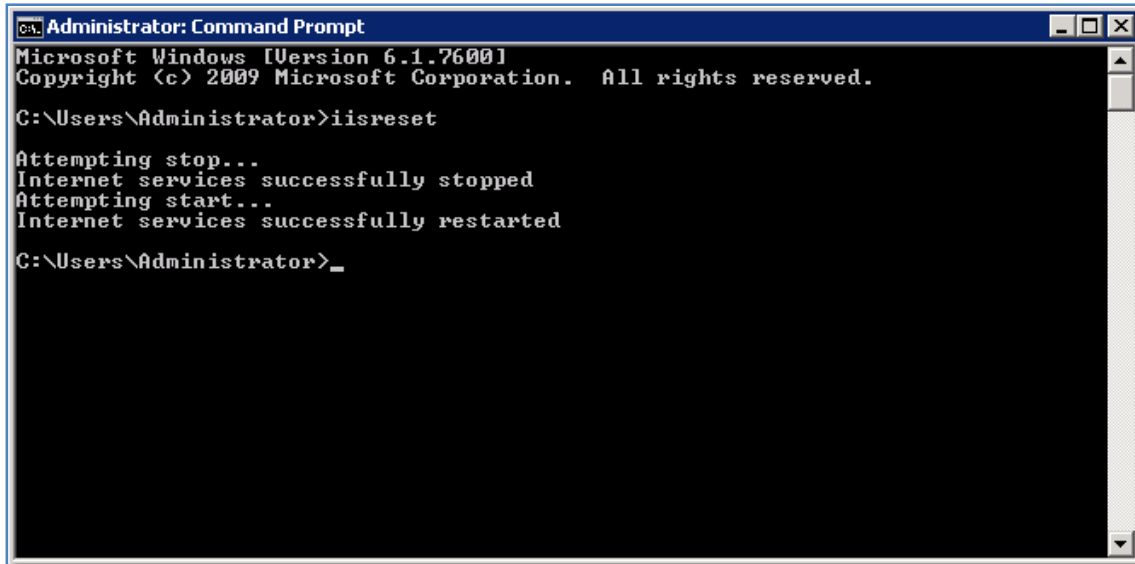 Administrator: Command Prompt
Microsoft Windows [Version 6.1.7600]
Copyright (c) 2009 Microsoft Corporation.  All rights reserved.
C:\Users\Administrator>iisreset
Attempting stop...
Internet services successfully stopped
Attempting start...
Internet services successfully restarted
C:\Users\Administrator>_